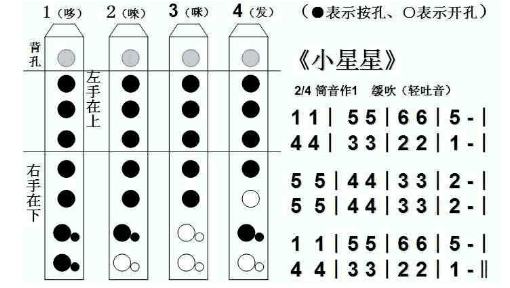 1（哆） 2（咪） 3（咪） 4（发） （●表示按孔、○表示开孔）
背孔
左手在上
右手在下
《小星星》
2/4 筒音作1 缓吹（轻吐音）
1 1 | 5 5 | 6 6 | 5 - |
4 4 | 3 3 | 2 2 | 1 - |
5 5 | 4 4 | 3 3 | 2 - |
5 5 | 4 4 | 3 3 | 2 - |
1 1 | 5 5 | 6 6 | 5 - |
4 4 | 3 3 | 2 2 | 1 - ‖